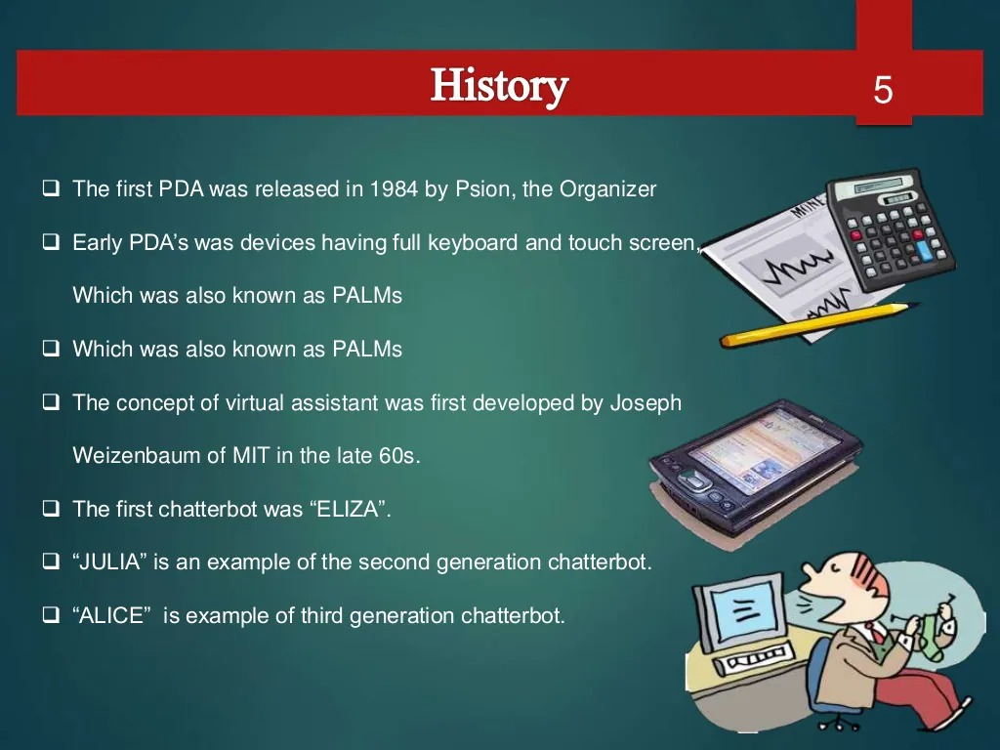 History
5
❑ The first PDA was released in 1984 by Psion, the Organizer
❑ Early PDA’s was devices having full keyboard and touch screen,
Which was also known as PALMs
❑ Which was also known as PALMs
❑ The concept of virtual assistant was first developed by Joseph
Weizenbaum of MIT in the late 60s.
❑ The first chatterbot was “ELIZA”.
❑ “JULIA” is an example of the second generation chatterbot.
❑ “ALICE”  is example of third generation chatterbot.